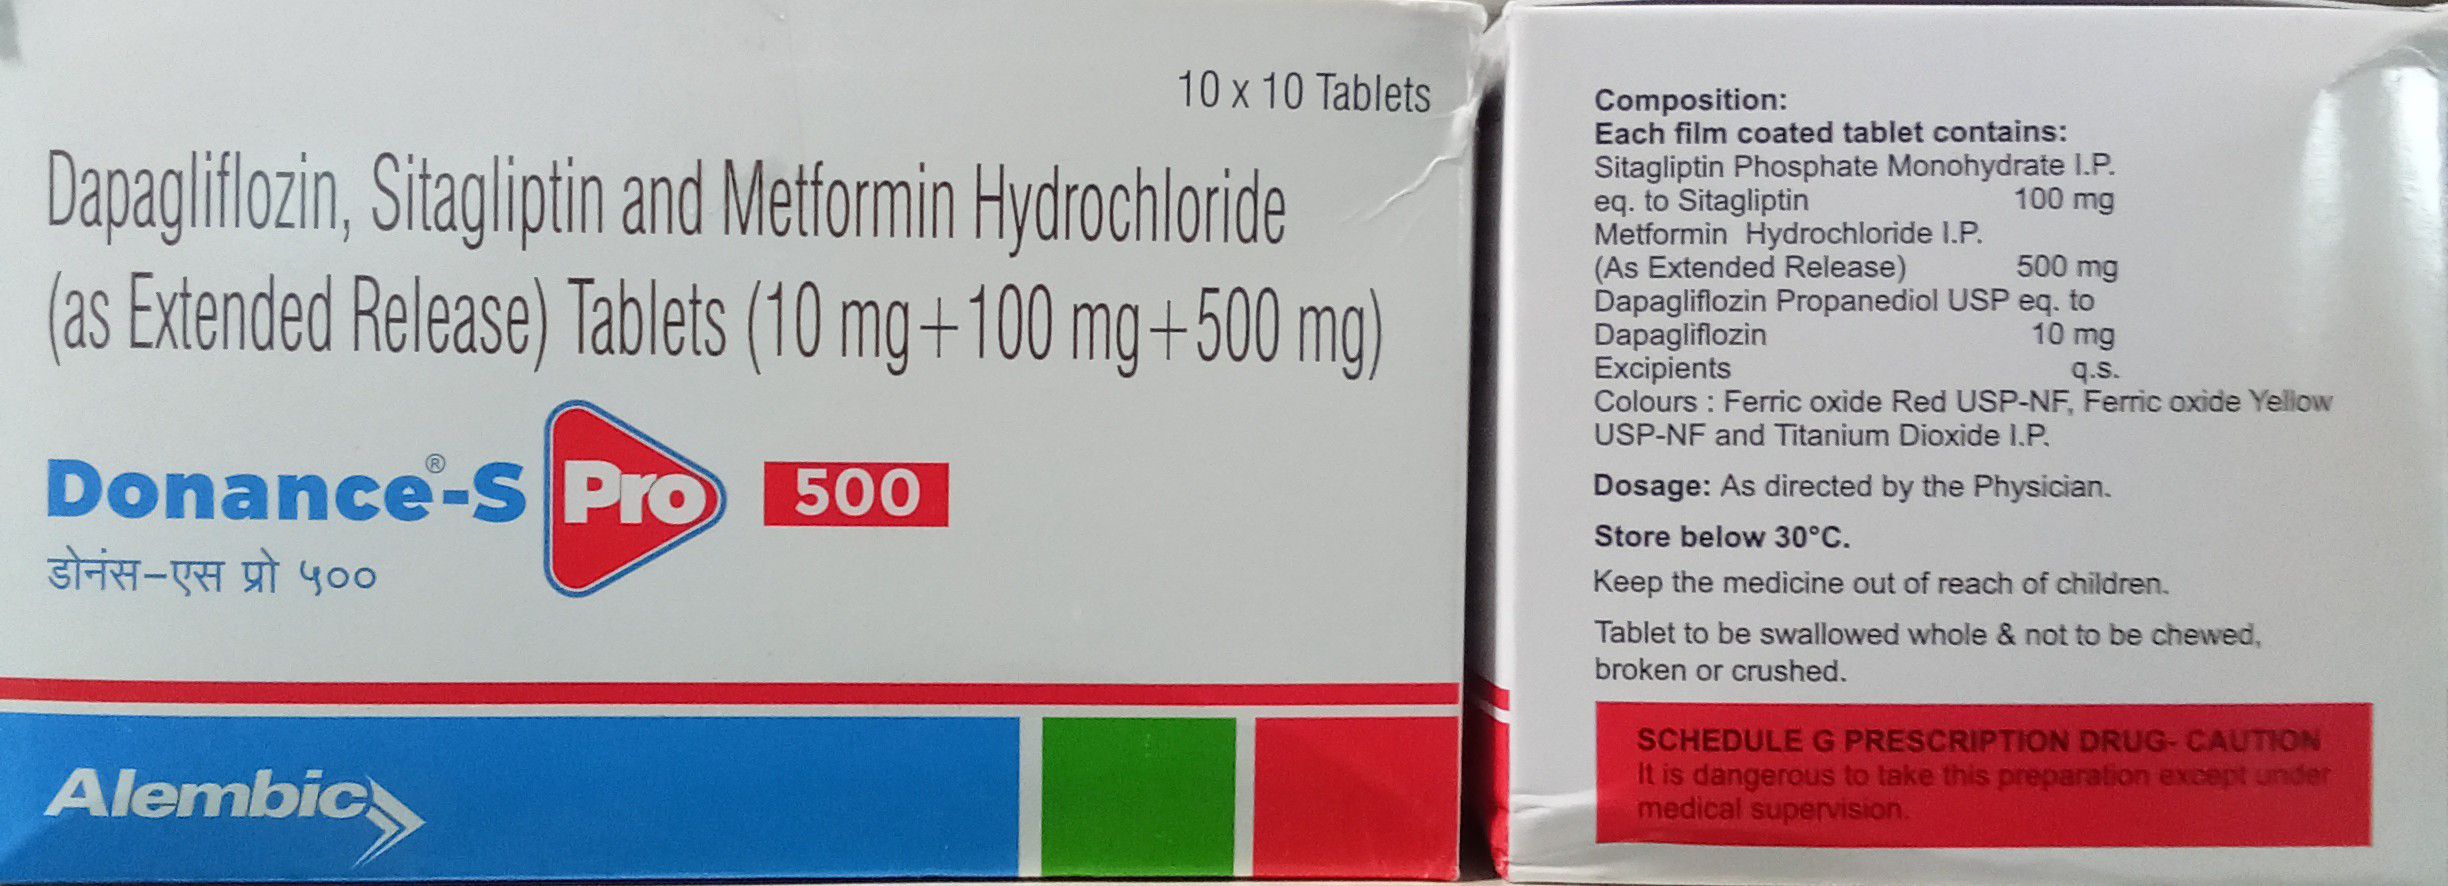 10 x 10 Tablets
Dapagliflozin, Sitagliptin and Metformin Hydrochloride
(as Extended Release) Tablets (10 mg+100 mg+500 mg)
Donance®-S Pro 500
डोनंस-एस प्रो ५००
Alembic
Composition:
Each film coated tablet contains:
Sitagliptin Phosphate Monohydrate I.P.
eq. to Sitagliptin 100 mg
Metformin Hydrochloride I.P.
(As Extended Release) 500 mg
Dapagliflozin Propanediol USP eq. to
Dapagliflozin 10 mg
Excipients q.s.
Colours : Ferric oxide Red USP-NF, Ferric oxide Yellow
USP-NF and Titanium Dioxide I.P.
Dosage: As directed by the Physician.
Store below 30°C.
Keep the medicine out of reach of children.
Tablet to be swallowed whole & not to be chewed,
broken or crushed.
SCHEDULE G PRESCRIPTION DRUG- CAUTION
It is dangerous to take this preparation except under
medical supervision.